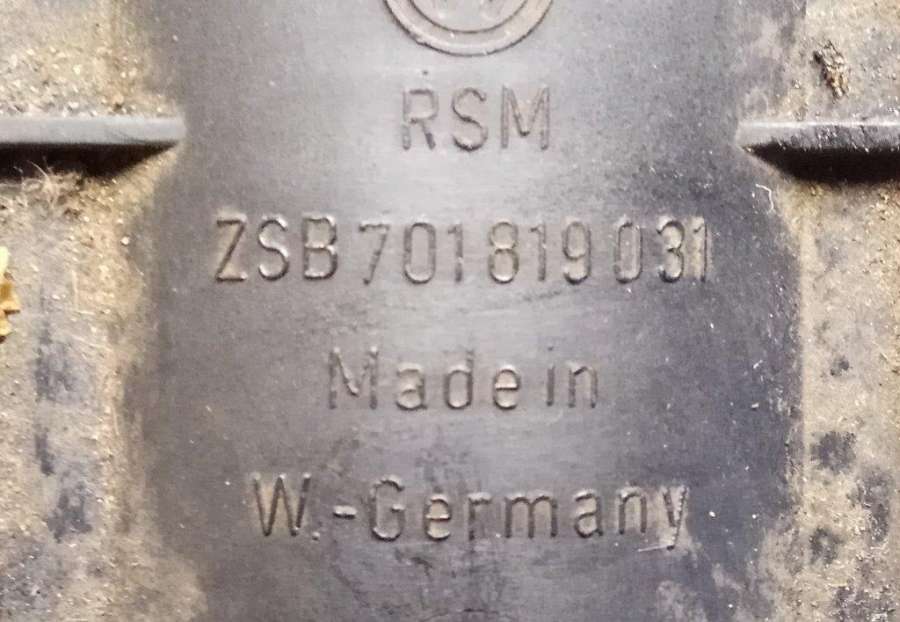 RSM
ZSB 701 819 031
Made in
W.-Germany